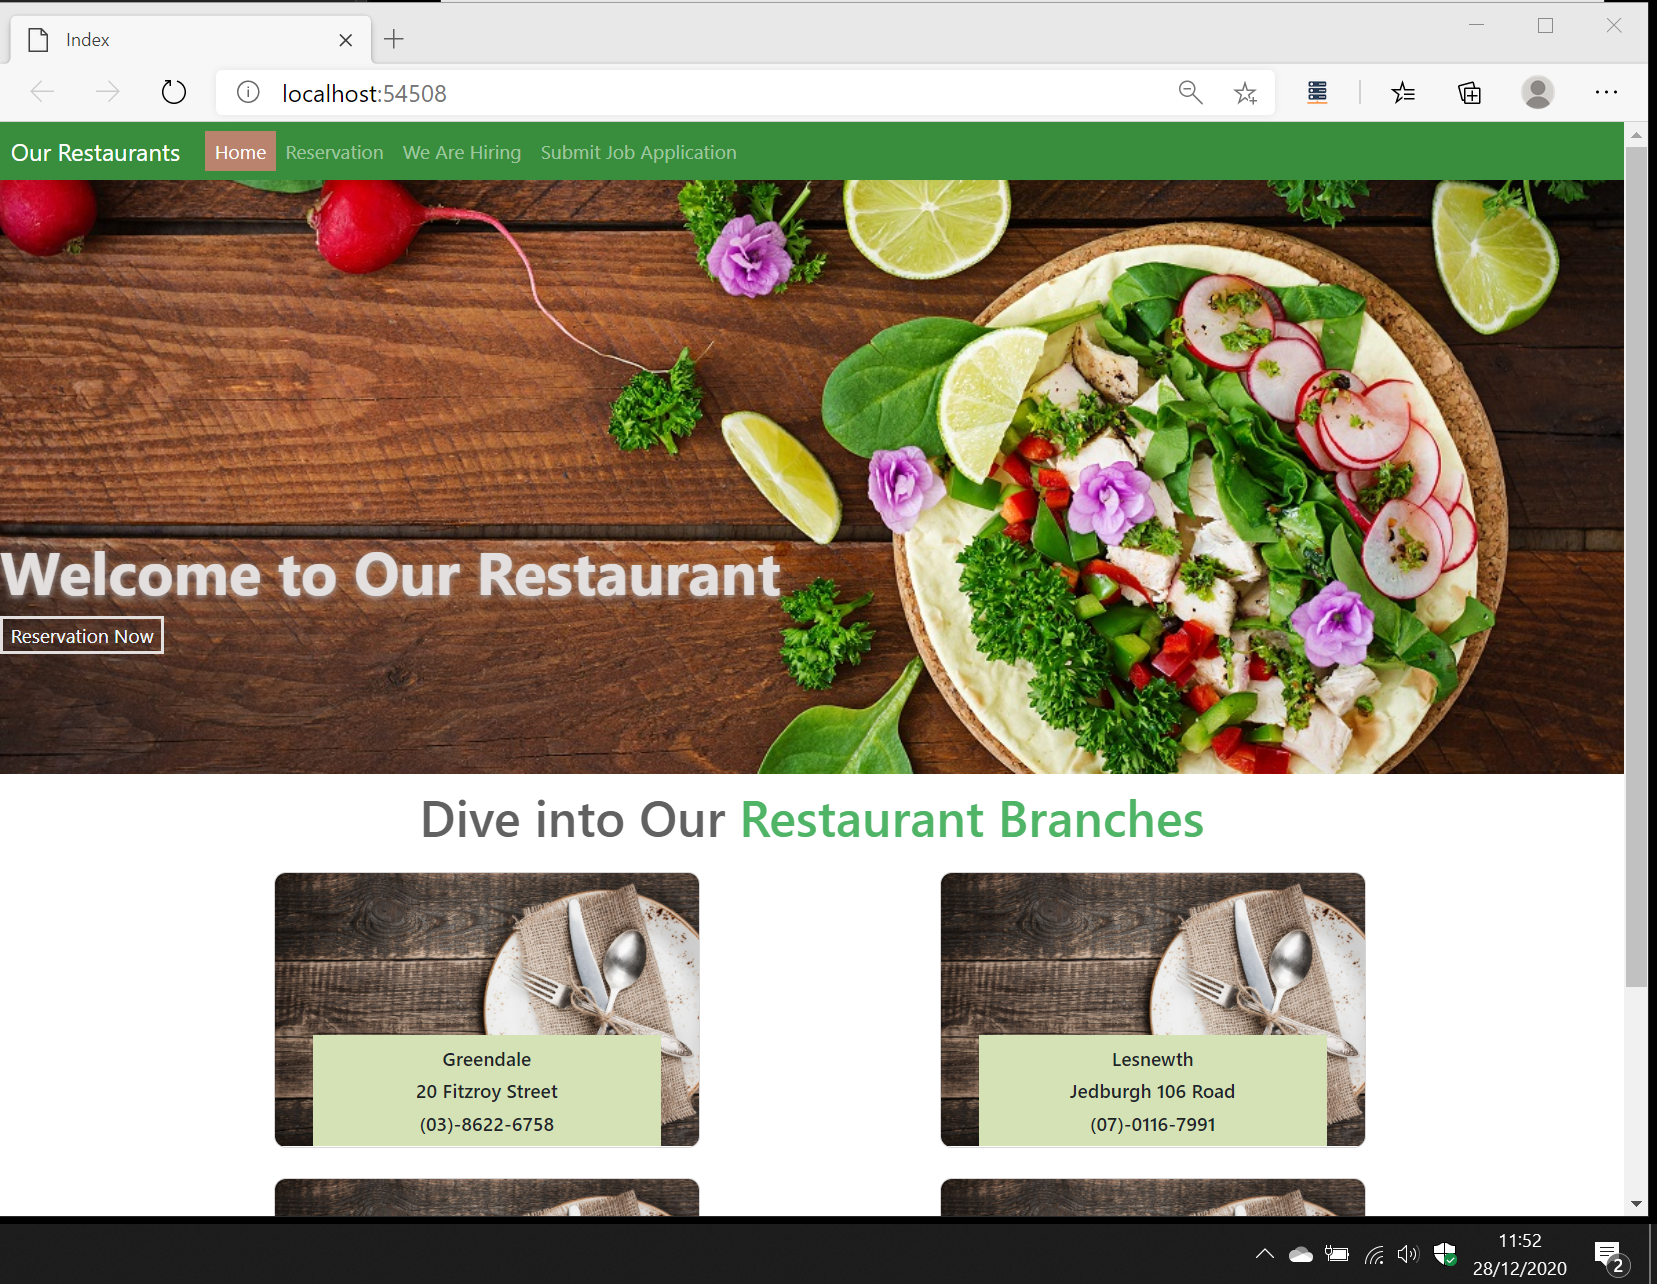 Index
localhost:54508
Our Restaurants Home Reservation We Are Hiring Submit Job Application
Welcome to Our Restaurant
Reservation Now
Dive into Our Restaurant Branches
Greendale
20 Fitzroy Street
(03)-8622-6758
Lesnewth
Jedburgh 106 Road
(07)-0116-7991
11:52
28/12/2020
2